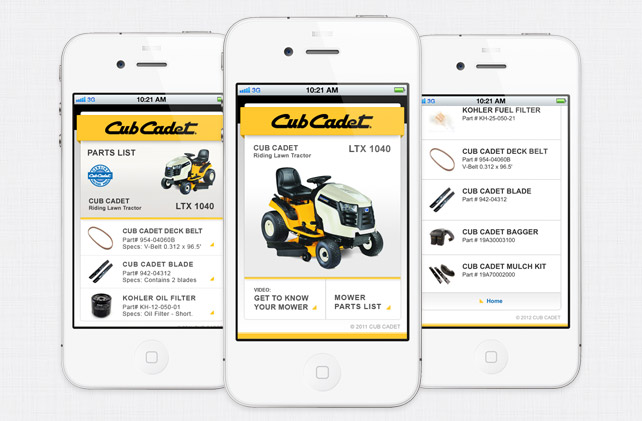 3G 10:21 AM
Cub Cadet.
PARTS LIST
Cub Cadet
CUB CADET
Riding Lawn Tractor
LTX 1040
CUB CADET DECK BELT
Part# 954-04060B
Specs: V-Belt 0.312 x 96.5'
CUB CADET BLADE
Part# 942-04312
Specs: Contains 2 blades
KOHLER OIL FILTER
Part# KH-12-050-01
Specs: Oil Filter - Short.
3G 10:21 AM
Cub Cadet.
CUB CADET
Riding Lawn Tractor
LTX 1040
VIDEO:
GET TO KNOW
YOUR MOWER
MOWER
PARTS LIST
© 2011 CUB CADET
3G 10:21 AM
KOHLER FUEL FILTER
Part # KH-25-050-21
CUB CADET DECK BELT
Part # 954-04060B
V-Belt 0.312 x 96.5'
CUB CADET BLADE
Part # 942-04312
CUB CADET BAGGER
Part # 19A30003100
CUB CADET MULCH KIT
Part # 19A70002000
Home
© 2012 CUB CADET